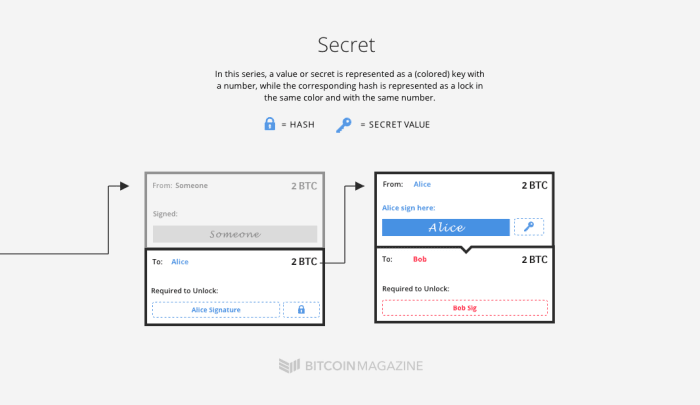 Secret
In this series, a value or secret is represented as a (colored) key with
a number, while the corresponding hash is represented as a lock in
the same color and with the same number.
= HASH = SECRET VALUE
From: Someone 2 BTC
Signed:
Someone
To: Alice 2 BTC
Required to Unlock:
Alice Signature
From: Alice 2 BTC
Alice sign here:
Alice
To: Bob 2 BTC
Required to Unlock:
Bob Sig
BITCOINMAGAZINE